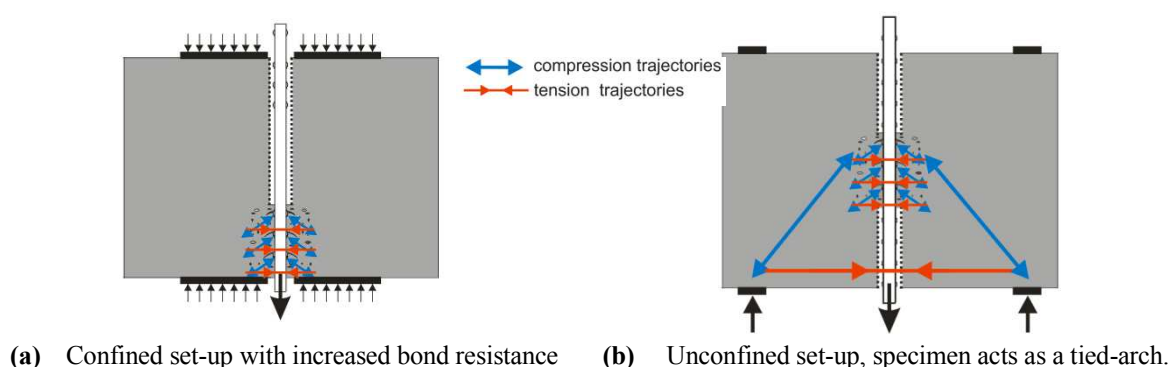 compression trajectories
tension trajectories
(a) Confined set-up with increased bond resistance
(b) Unconfined set-up, specimen acts as a tied-arch.